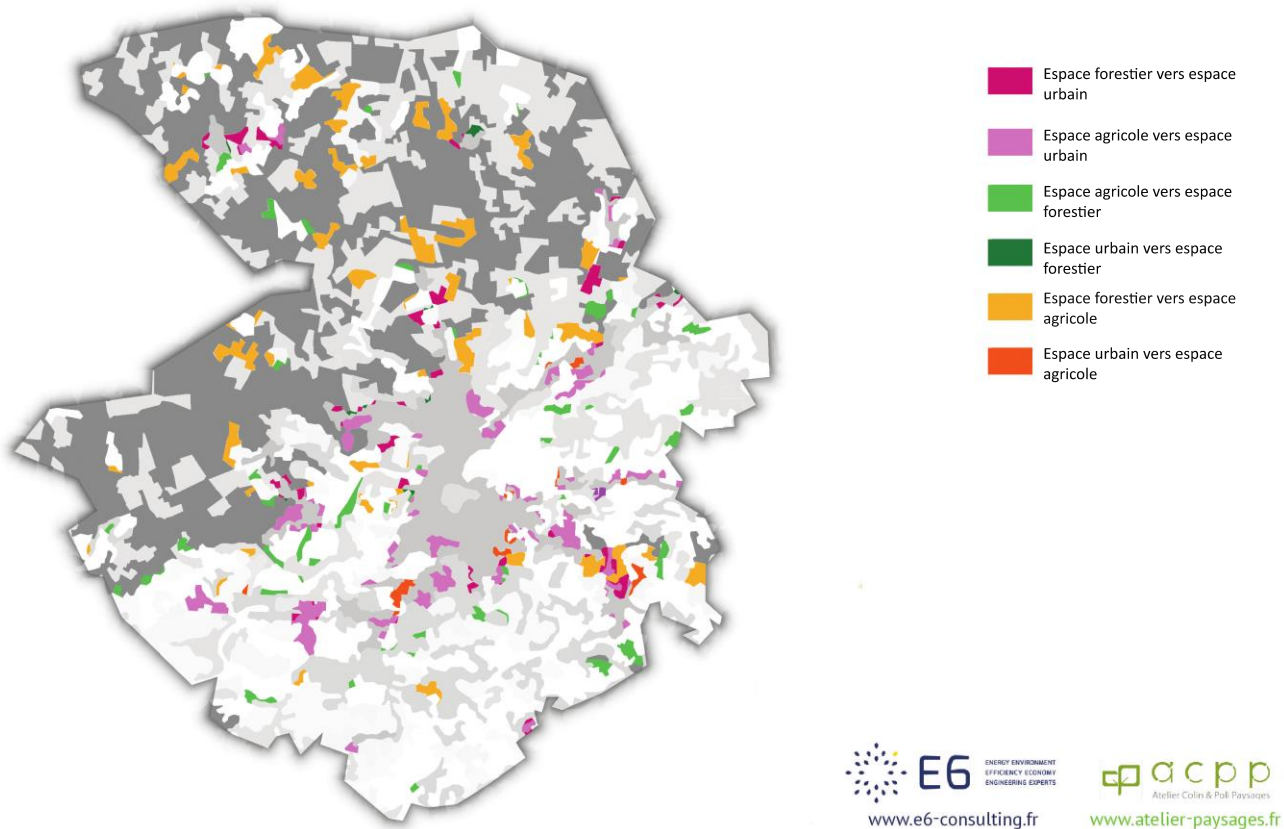 Espace forestier vers espace
urbain
Espace agricole vers espace
urbain
Espace agricole vers espace
forestier
Espace urbain vers espace
forestier
Espace forestier vers espace
agricole
Espace urbain vers espace
agricole
E6
ENERGY ENVIRONMENT
EFFICIENCY ECONOMY
ENGINEERING EXPERTS
www.e6-consulting.fr
acpp
Atelier Colin & Poli Paysages
www.atelier-paysages.fr